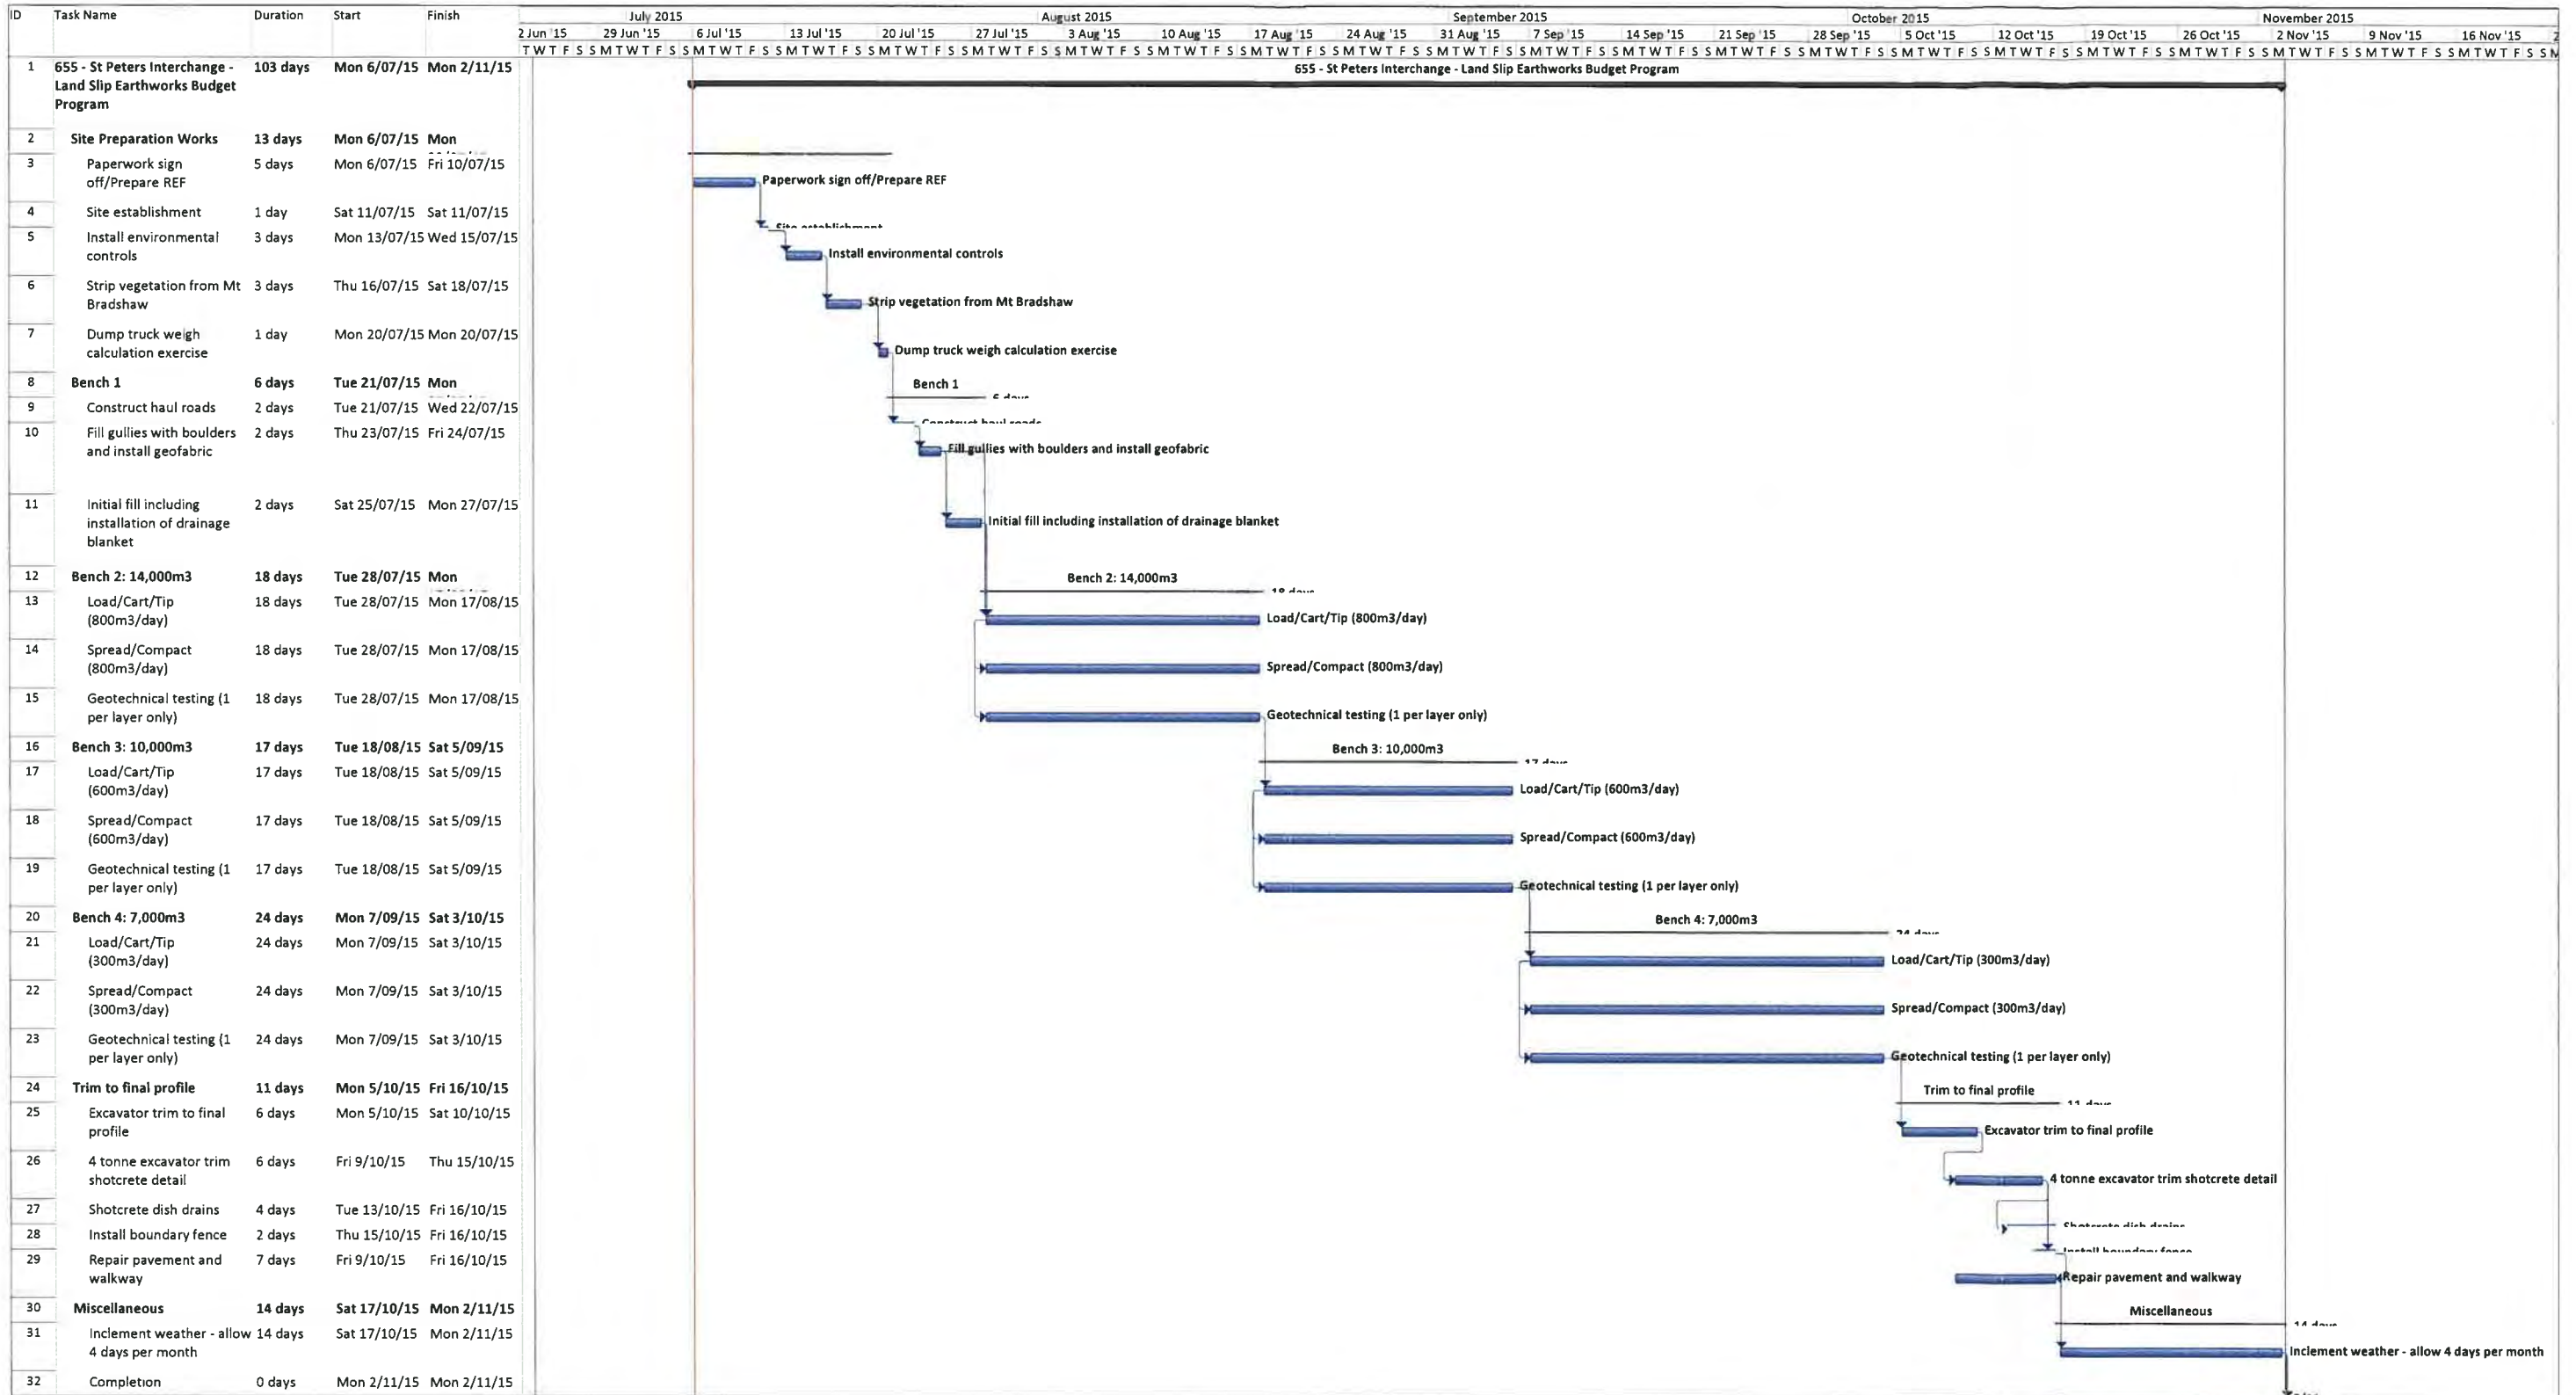 ID Task Name Duration Start Finish
July 2015 August 2015 September 2015 October 2015 November 2015
2 Jun '15 29 Jun '15 6 Jul '15 13 Jul '15 20 Jul '15 27 Jul '15 3 Aug '15 10 Aug '15 17 Aug '15 24 Aug '15 31 Aug '15 7 Sep '15 14 Sep '15 21 Sep '15 28 Sep '15 5 Oct '15 12 Oct '15 19 Oct '15 26 Oct '15 2 Nov '15 9 Nov '15 16 Nov '15 2
T W T F S S M T W T F S S M T W T F S S M T W T F S S M T W T F S S M T W T F S S M T W T F S S M T W T F S S M T W T F S S M T W T F S S M T W T F S S M T W T F S S M T W T F S S M T W T F S S M T W T F S S M T W T F S S M T W T F S S M T W T F S S M T W T F S S M T W T F S S M T W T F S S M T W T F S S M
1 655 - St Peters Interchange - 103 days Mon 6/07/15 Mon 2/11/15 655 - St Peters Interchange - Land Slip Earthworks Budget Program
Land Slip Earthworks Budget
Program
2 Site Preparation Works 13 days Mon 6/07/15 Mon
3 Paperwork sign 5 days Mon 6/07/15 Fri 10/07/15
off/Prepare REF Paperwork sign off/Prepare REF
4 Site establishment 1 day Sat 11/07/15 Sat 11/07/15
Site establishment
5 Install environmental 3 days Mon 13/07/15 Wed 15/07/15
controls Install environmental controls
6 Strip vegetation from Mt 3 days Thu 16/07/15 Sat 18/07/15
Bradshaw Strip vegetation from Mt Bradshaw
7 Dump truck weigh 1 day Mon 20/07/15 Mon 20/07/15
calculation exercise Dump truck weigh calculation exercise
8 Bench 1 6 days Tue 21/07/15 Mon Bench 1
6 days
9 Construct haul roads 2 days Tue 21/07/15 Wed 22/07/15
Construct haul roads
10 Fill gullies with boulders 2 days Thu 23/07/15 Fri 24/07/15
and install geofabric Fill gullies with boulders and install geofabric
11 Initial fill including 2 days Sat 25/07/15 Mon 27/07/15
installation of drainage Initial fill including installation of drainage blanket
blanket
12 Bench 2: 14,000m3 18 days Tue 28/07/15 Mon Bench 2: 14,000m3
18 days
13 Load/Cart/Tip 18 days Tue 28/07/15 Mon 17/08/15
(800m3/day) Load/Cart/Tip (800m3/day)
14 Spread/Compact 18 days Tue 28/07/15 Mon 17/08/15
(800m3/day) Spread/Compact (800m3/day)
15 Geotechnical testing (1 18 days Tue 28/07/15 Mon 17/08/15
per layer only) Geotechnical testing (1 per layer only)
16 Bench 3: 10,000m3 17 days Tue 18/08/15 Sat 5/09/15 Bench 3: 10,000m3
17 days
17 Load/Cart/Tip 17 days Tue 18/08/15 Sat 5/09/15
(600m3/day) Load/Cart/Tip (600m3/day)
18 Spread/Compact 17 days Tue 18/08/15 Sat 5/09/15
(600m3/day) Spread/Compact (600m3/day)
19 Geotechnical testing (1 17 days Tue 18/08/15 Sat 5/09/15
per layer only) Geotechnical testing (1 per layer only)
20 Bench 4: 7,000m3 24 days Mon 7/09/15 Sat 3/10/15 Bench 4: 7,000m3
24 days
21 Load/Cart/Tip 24 days Mon 7/09/15 Sat 3/10/15
(300m3/day) Load/Cart/Tip (300m3/day)
22 Spread/Compact 24 days Mon 7/09/15 Sat 3/10/15
(300m3/day) Spread/Compact (300m3/day)
23 Geotechnical testing (1 24 days Mon 7/09/15 Sat 3/10/15
per layer only) Geotechnical testing (1 per layer only)
24 Trim to final profile 11 days Mon 5/10/15 Fri 16/10/15 Trim to final profile
11 days
25 Excavator trim to final 6 days Mon 5/10/15 Sat 10/10/15
profile Excavator trim to final profile
26 4 tonne excavator trim 6 days Fri 9/10/15 Thu 15/10/15
shotcrete detail 4 tonne excavator trim shotcrete detail
27 Shotcrete dish drains 4 days Tue 13/10/15 Fri 16/10/15
Shotcrete dish drains
28 Install boundary fence 2 days Thu 15/10/15 Fri 16/10/15
Install boundary fence
29 Repair pavement and 7 days Fri 9/10/15 Fri 16/10/15
walkway Repair pavement and walkway
30 Miscellaneous 14 days Sat 17/10/15 Mon 2/11/15 Miscellaneous
14 days
31 Inclement weather - allow 14 days Sat 17/10/15 Mon 2/11/15
4 days per month Inclement weather - allow 4 days per month
32 Completion 0 days Mon 2/11/15 Mon 2/11/15